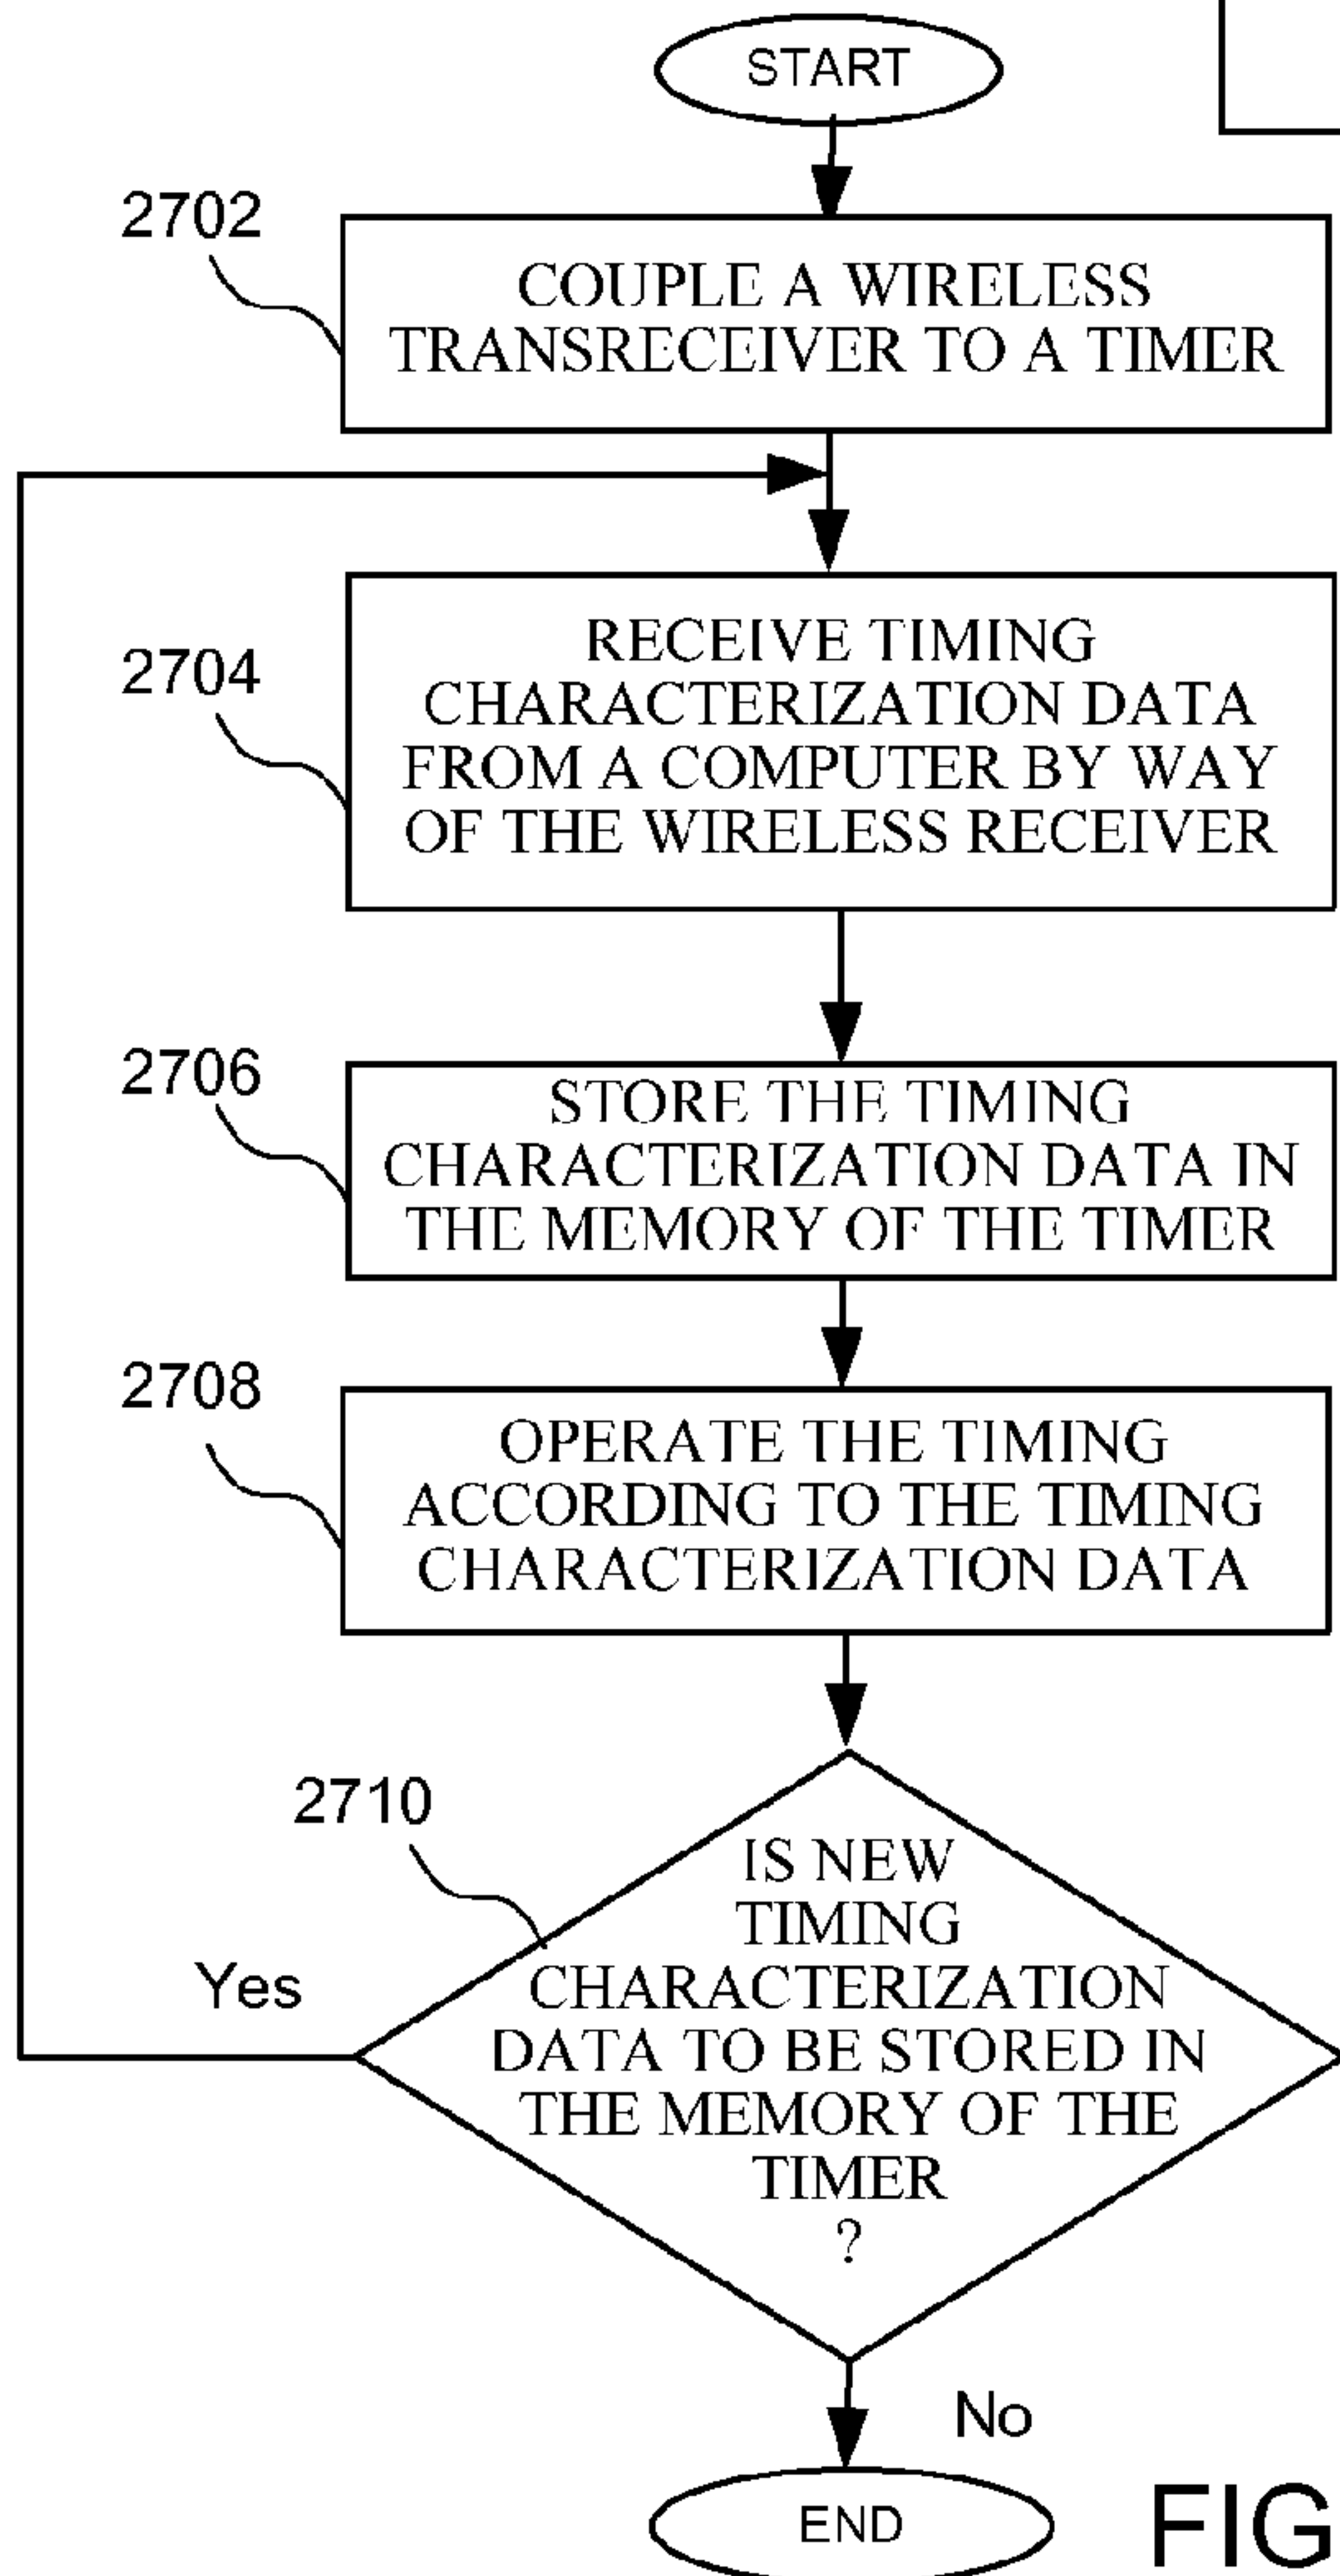 START
2702
COUPLE A WIRELESS
TRANSRECEIVER TO A TIMER
2704
RECEIVE TIMING
CHARACTERIZATION DATA
FROM A COMPUTER BY WAY
OF THE WIRELESS RECEIVER
2706
STORE THE TIMING
CHARACTERIZATION DATA IN
THE MEMORY OF THE TIMER
2708
OPERATE THE TIMING
ACCORDING TO THE TIMING
CHARACTERIZATION DATA
2710
IS NEW
TIMING
CHARACTERIZATION
DATA TO BE STORED IN
THE MEMORY OF THE
TIMER
?
Yes
No
END
FIG